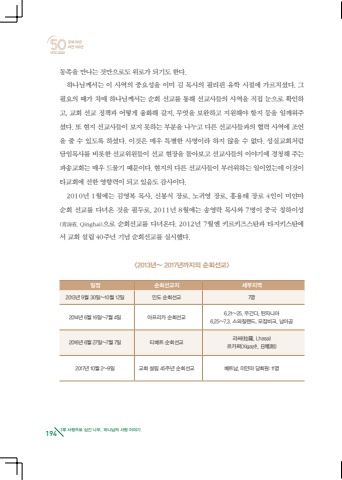 50
동족을 만나는 것만으로도 위로가 되기도 한다.
하나님께서는 이 사역의 중요성을 이미 김 목사의 필라핀 유학 시절에 가르치셨다. 그
필요의 때가 차매 하나님께서는 순회 선교를 통해 선교사들의 사역을 직접 눈으로 확인하
고, 교회 선교 정책과 어떻게 융화해 갈지, 무엇을 보완하고 지원해야 할지 등을 일깨워주
셨다. 또 현지 선교사들이 보지 못하는 부분을 나누고 다른 선교사들과의 협력 사역에 조언
을 줄 수 있도록 하셨다. 이것은 매우 특별한 사명이라 하지 않을 수 없다. 성실교회처럼
담임목사를 비롯한 선교위원들이 선교 현장을 돌아보고 선교사들의 이야기에 경청해 주는
파송교회는 매우 드물기 때문이다. 현지의 다른 선교사들이 부러워하는 일이었는데 이것이
타교회에 선한 영향력이 되고 있음도 감사이다.
2010년 1월에는 김영복 목사, 신봉식 장로, 노귀영 장로, 홍용해 장로 4인이 미얀마
순회 선교를 다녀온 것을 필두로, 2011년 8월에는 송영락 목사와 7명이 중국 청하이성
(靑海省, Qinghai)으로 순회선교를 다녀온다. 2012년 7월엔 키르키즈스탄과 타지키스탄에
서 교회 설립 40주년 기념 순회선교를 실시했다.
<2013년~ 2017년까지의 순회선교>
일정 순회선교지 세부지역
2013년 9월 30일~10월 12일 인도 순회선교 7명
2014년 6월 16일~7월 4일 아프리카 순회선교 6.21~25, 우간다, 탄자니아
6.25~7.3, 스와질랜드, 모잠비크, 남아공
2016년 6월 27일~7월 7일 티베트 순회선교 라싸(拉薩, Lhasa)
르카쩌(Xigazê, 日喀則)
2017년 10월 2~9일 교회 설립 45주년 순회선교 베트남, 미얀마 담회원: 11명
194 1부 사랑으로 심긴 나무, 하나님의 사람 이야기